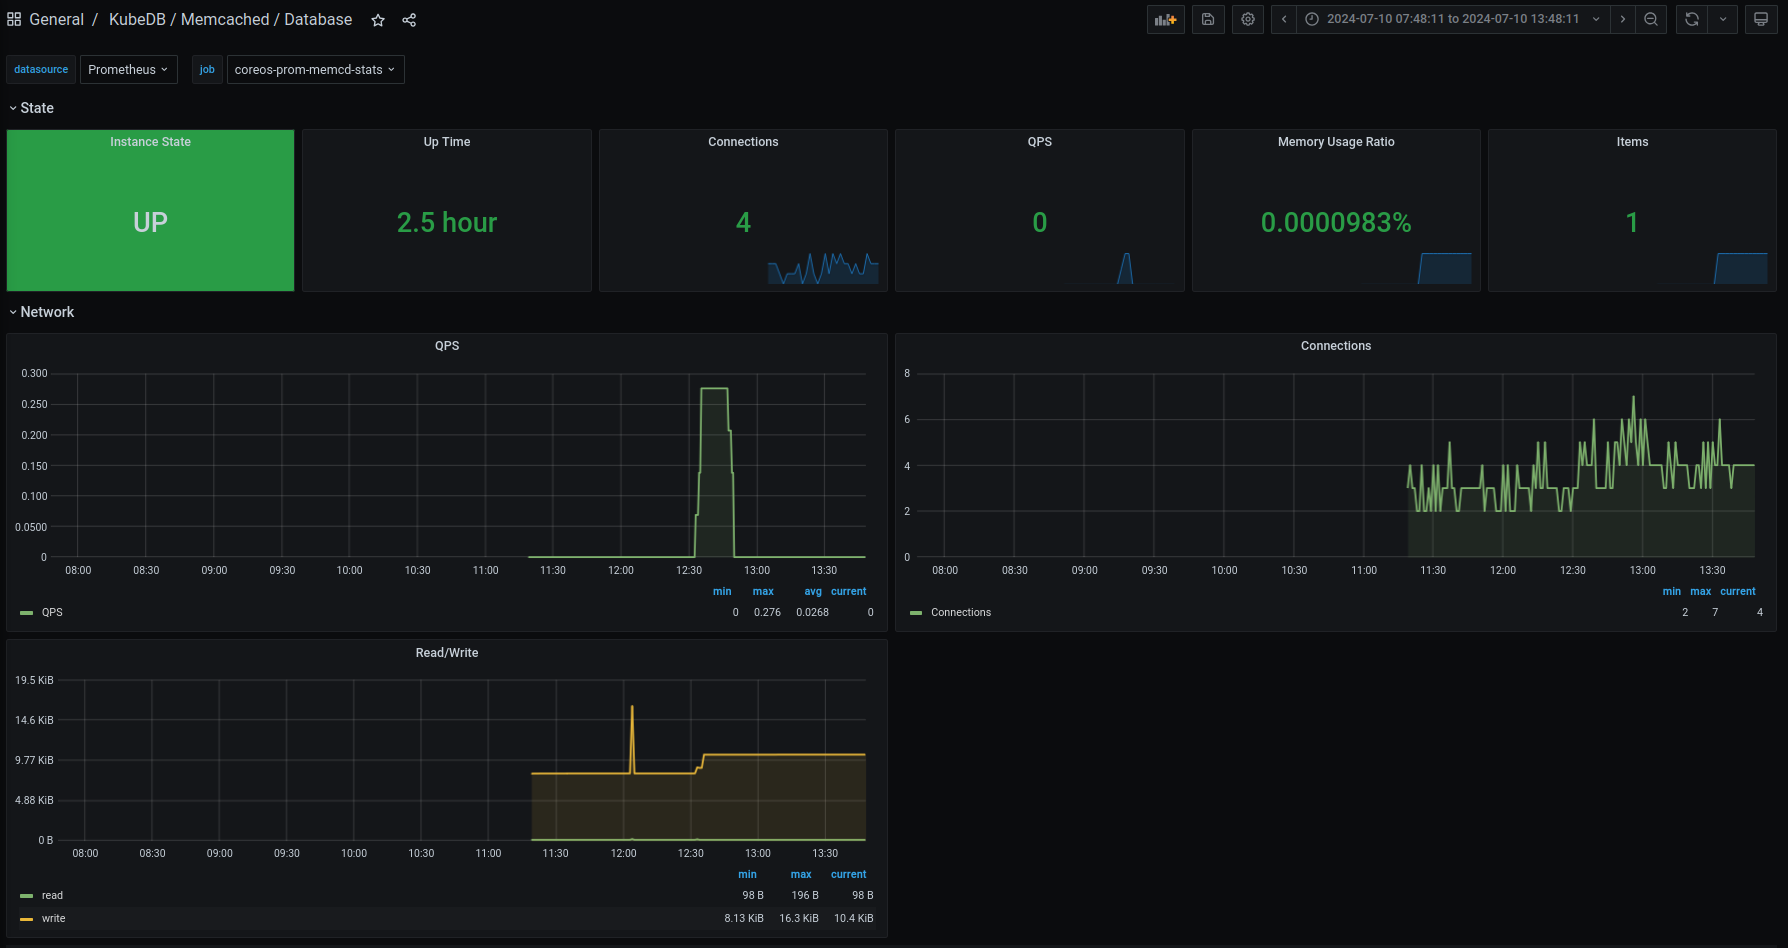 General / KubeDB / Memcached / Database
2024-07-10 07:48:11 to 2024-07-10 13:48:11
datasource Prometheus job coreos-prom-memcd-stats
State
Instance State
UP
Up Time
2.5 hour
Connections
4
QPS
0
Memory Usage Ratio
0.0000983%
Items
1
Network
QPS
0.300
0.250
0.200
0.150
0.100
0.0500
0
08:00 08:30 09:00 09:30 10:00 10:30 11:00 11:30 12:00 12:30 13:00 13:30
min max avg current
QPS 0 0.276 0.0268 0
Connections
8
6
4
2
0
08:00 08:30 09:00 09:30 10:00 10:30 11:00 11:30 12:00 12:30 13:00 13:30
min max current
Connections 2 7 4
Read/Write
19.5 KiB
14.6 KiB
9.77 KiB
4.88 KiB
0 B
08:00 08:30 09:00 09:30 10:00 10:30 11:00 11:30 12:00 12:30 13:00 13:30
min max current
read 98 B 196 B 98 B
write 8.13 KiB 16.3 KiB 10.4 KiB